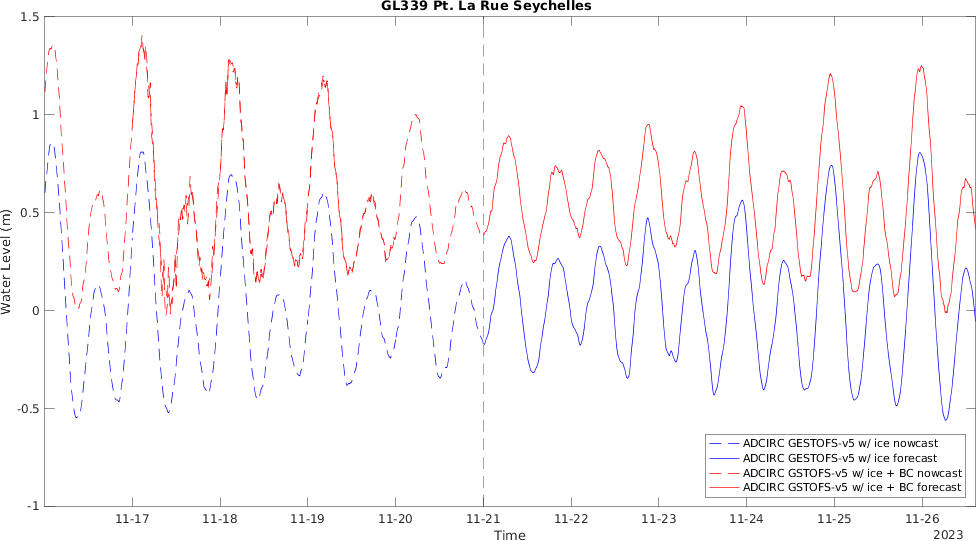 GL339 Pt. La Rue Seychelles
1.5
1
0.5
0
-0.5
-1
Water Level (m)
11-17 11-18 11-19 11-20 11-21 11-22 11-23 11-24 11-25 11-26
Time
2023
ADCIRC GESTOFS-v5 w/ ice nowcast
ADCIRC GESTOFS-v5 w/ ice forecast
ADCIRC GSTOFS-v5 w/ ice + BC nowcast
ADCIRC GSTOFS-v5 w/ ice + BC forecast